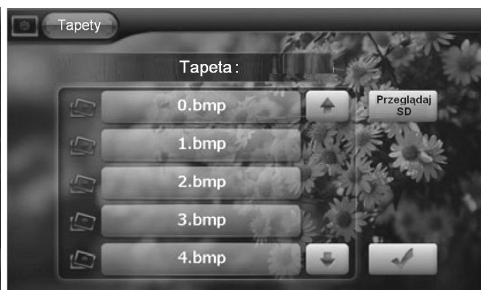 Tapety
Tapeta :
0.bmp
Przeglądaj
SD
1.bmp
2.bmp
3.bmp
4.bmp